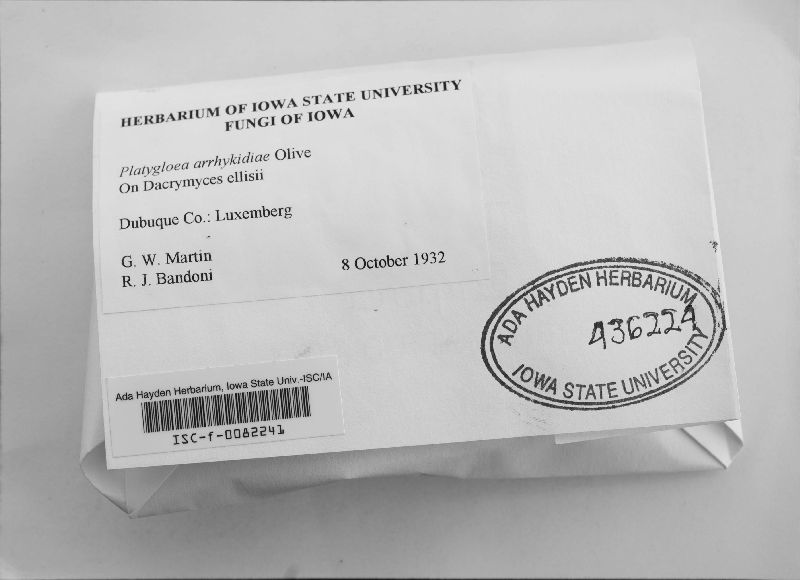 HERBARIUM OF IOWA STATE UNIVERSITY
FUNGI OF IOWA
Platygloea arrhykidiae Olive
On Dacrymyces ellisii
Dubuque Co.: Luxemberg
G. W. Martin
R. J. Bandoni
8 October 1932
ADA HAYDEN HERBARIUM
436224
IOWA STATE UNIVERSITY
Ada Hayden Herbarium, Iowa State Univ.-ISC/IA
ISC-f-0082241